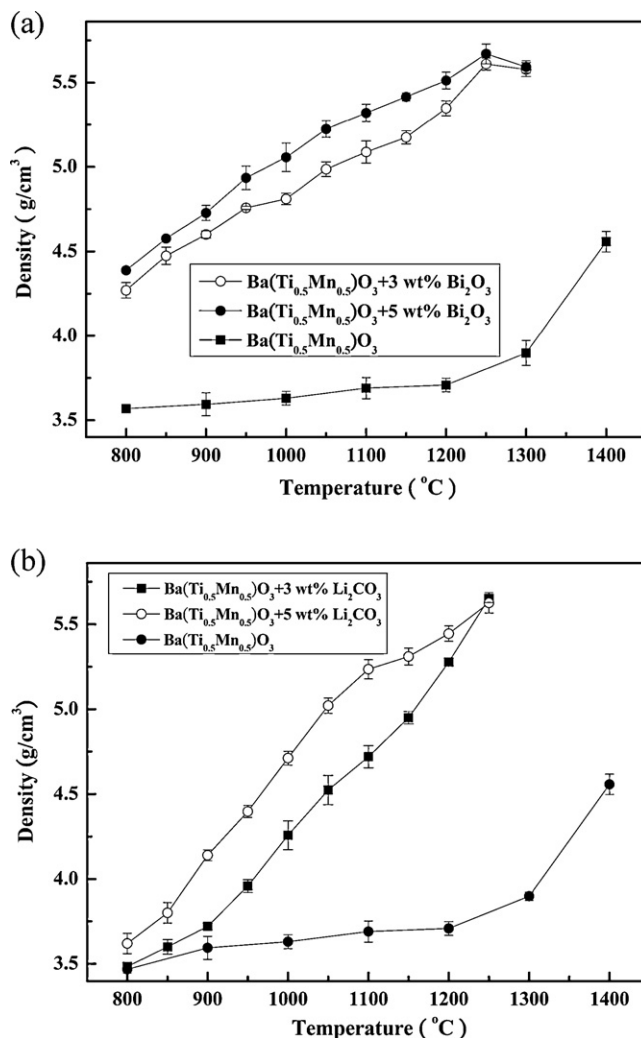 (a)
5.5
5.0
4.5
4.0
3.5
Density ( g/cm³ )
Ba(Ti₀.₅Mn₀.₅)O₃+3 wt% Bi₂O₃
Ba(Ti₀.₅Mn₀.₅)O₃+5 wt% Bi₂O₃
Ba(Ti₀.₅Mn₀.₅)O₃
800 900 1000 1100 1200 1300 1400
Temperature ( °C )
(b)
5.5
5.0
4.5
4.0
3.5
Density (g/cm³)
Ba(Ti₀.₅Mn₀.₅)O₃+3 wt% Li₂CO₃
Ba(Ti₀.₅Mn₀.₅)O₃+5 wt% Li₂CO₃
Ba(Ti₀.₅Mn₀.₅)O₃
800 900 1000 1100 1200 1300 1400
Temperature ( °C )